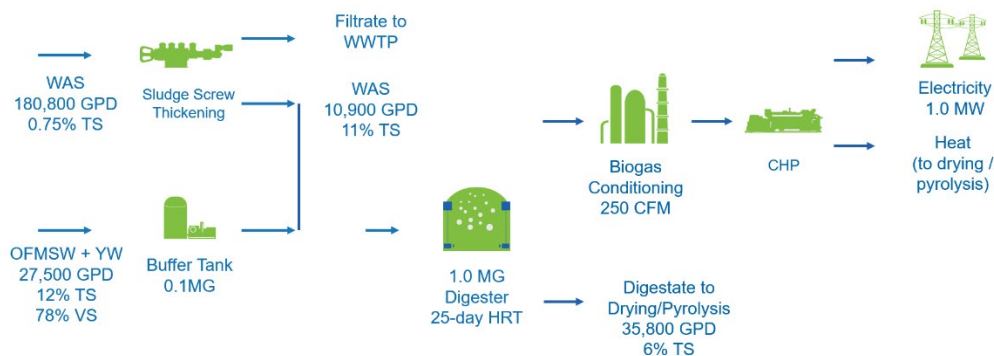 WAS
180,800 GPD
0.75% TS
Sludge Screw
Thickening
Filtrate to
WWTP
WAS
10,900 GPD
11% TS
OFMSW + YW
27,500 GPD
12% TS
78% VS
Buffer Tank
0.1MG
1.0 MG
Digester
25-day HRT
Biogas
Conditioning
250 CFM
CHP
Electricity
1.0 MW
Heat
(to drying /
pyrolysis)
Digestate to
Drying/Pyrolysis
35,800 GPD
6% TS